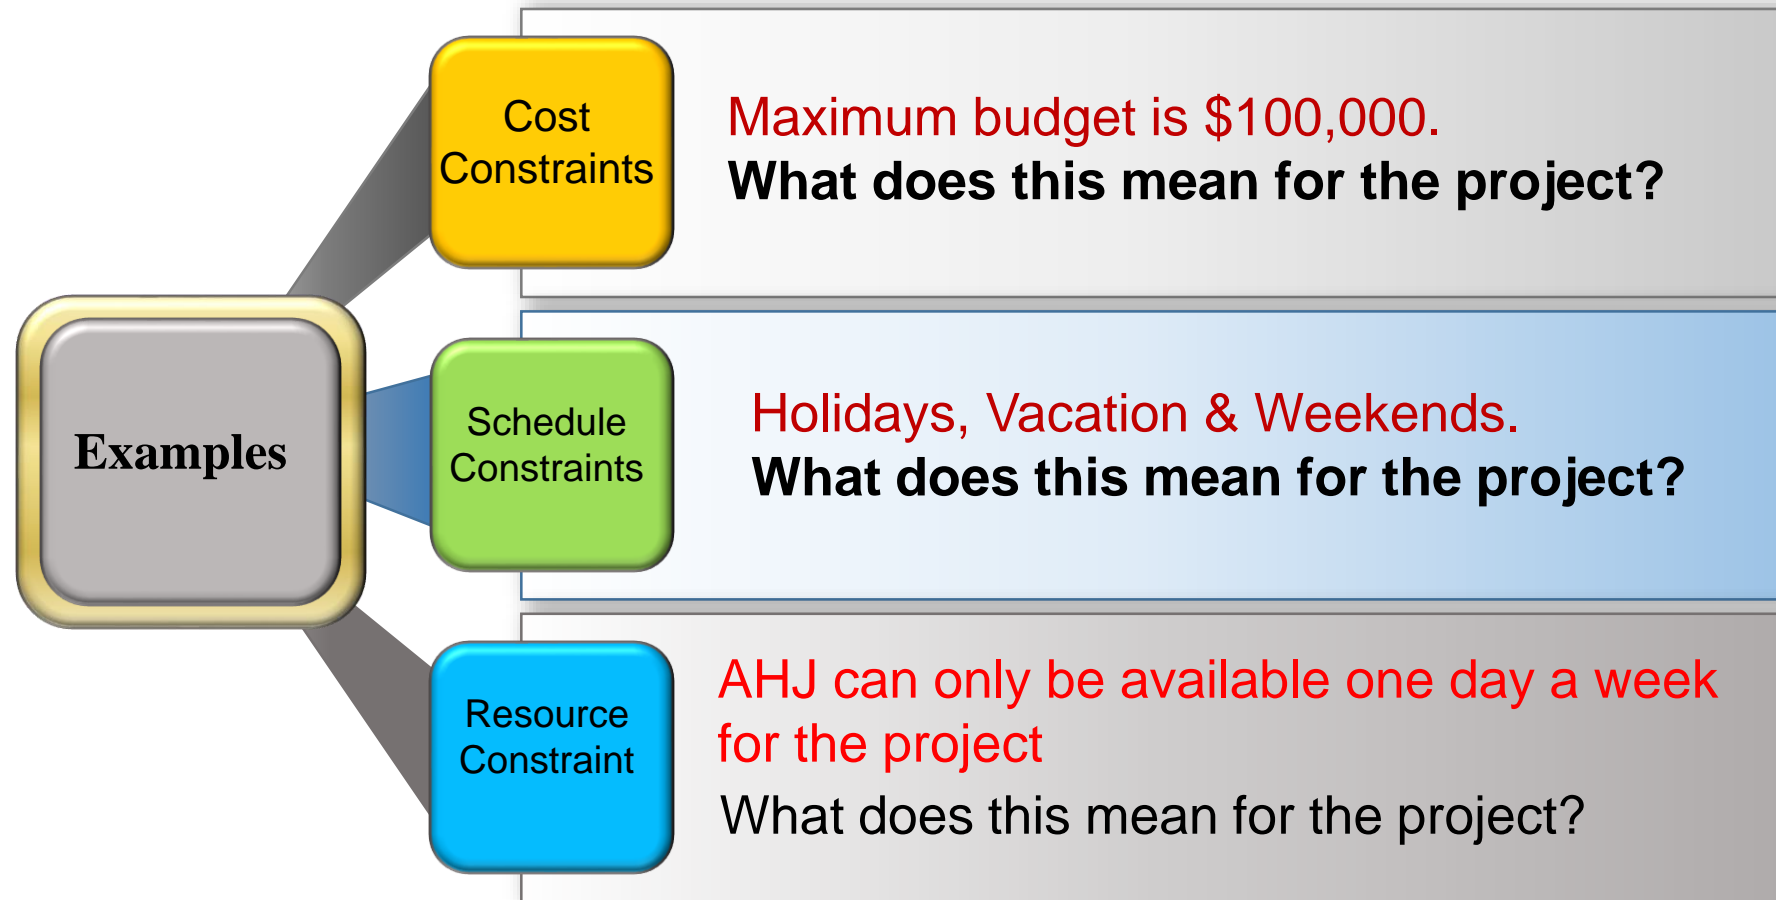 Cost
Constraints
Maximum budget is $100,000.
What does this mean for the project?
Examples
Schedule
Constraints
Holidays, Vacation & Weekends.
What does this mean for the project?
Resource
Constraint
AHJ can only be available one day a week
for the project
What does this mean for the project?